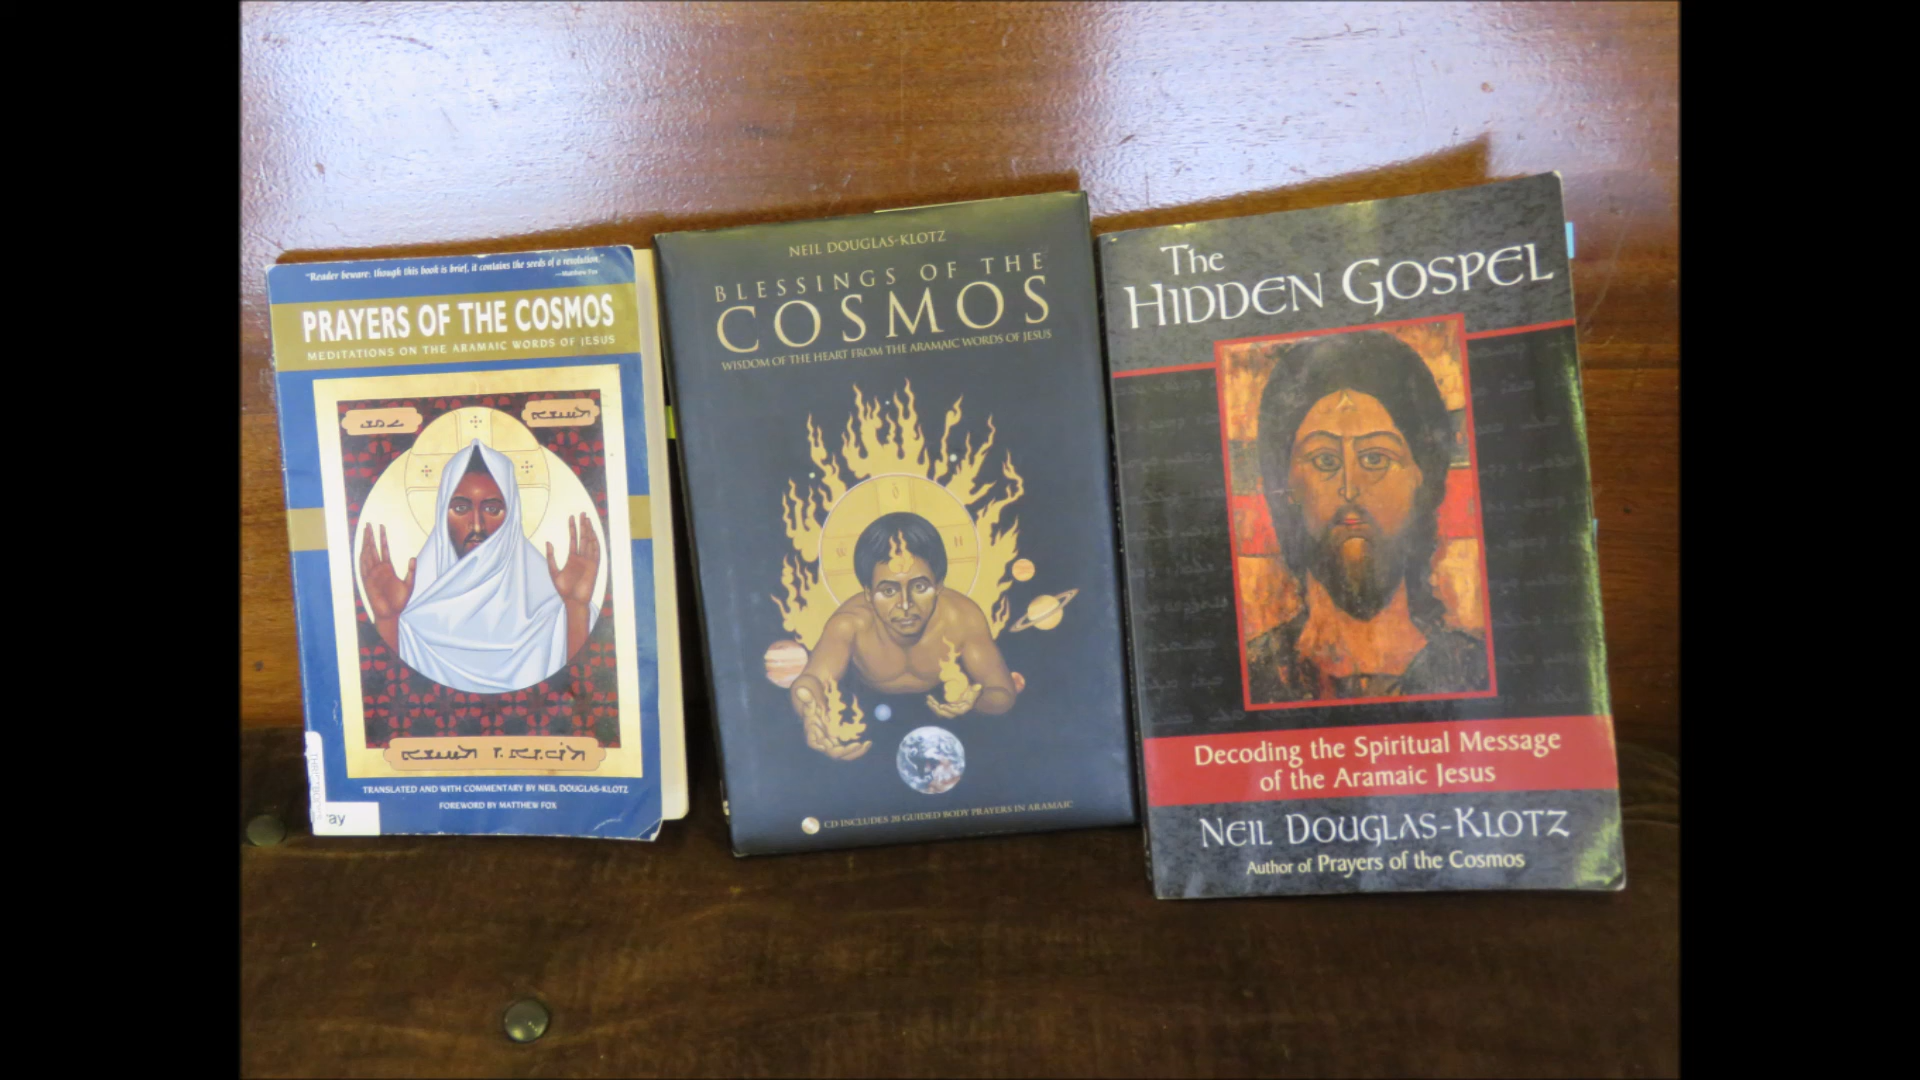 "Reader beware: though this book is brief, it contains the seeds of a revolution."
—Matthew Fox
PRAYERS OF THE COSMOS
MEDITATIONS ON THE ARAMAIC WORDS OF JESUS
TRANSLATED AND WITH COMMENTARY BY NEIL DOUGLAS-KLOTZ
FOREWORD BY MATTHEW FOX
ray
NEIL DOUGLAS-KLOTZ
BLESSINGS OF THE
COSMOS
WISDOM OF THE HEART FROM THE ARAMAIC WORDS OF JESUS
CD INCLUDES 20 GUIDED BODY PRAYERS IN ARAMAIC
The
HIDDEN GOSPEL
Decoding the Spiritual Message
of the Aramaic Jesus
NEIL DOUGLAS-KLOTZ
Author of Prayers of the Cosmos